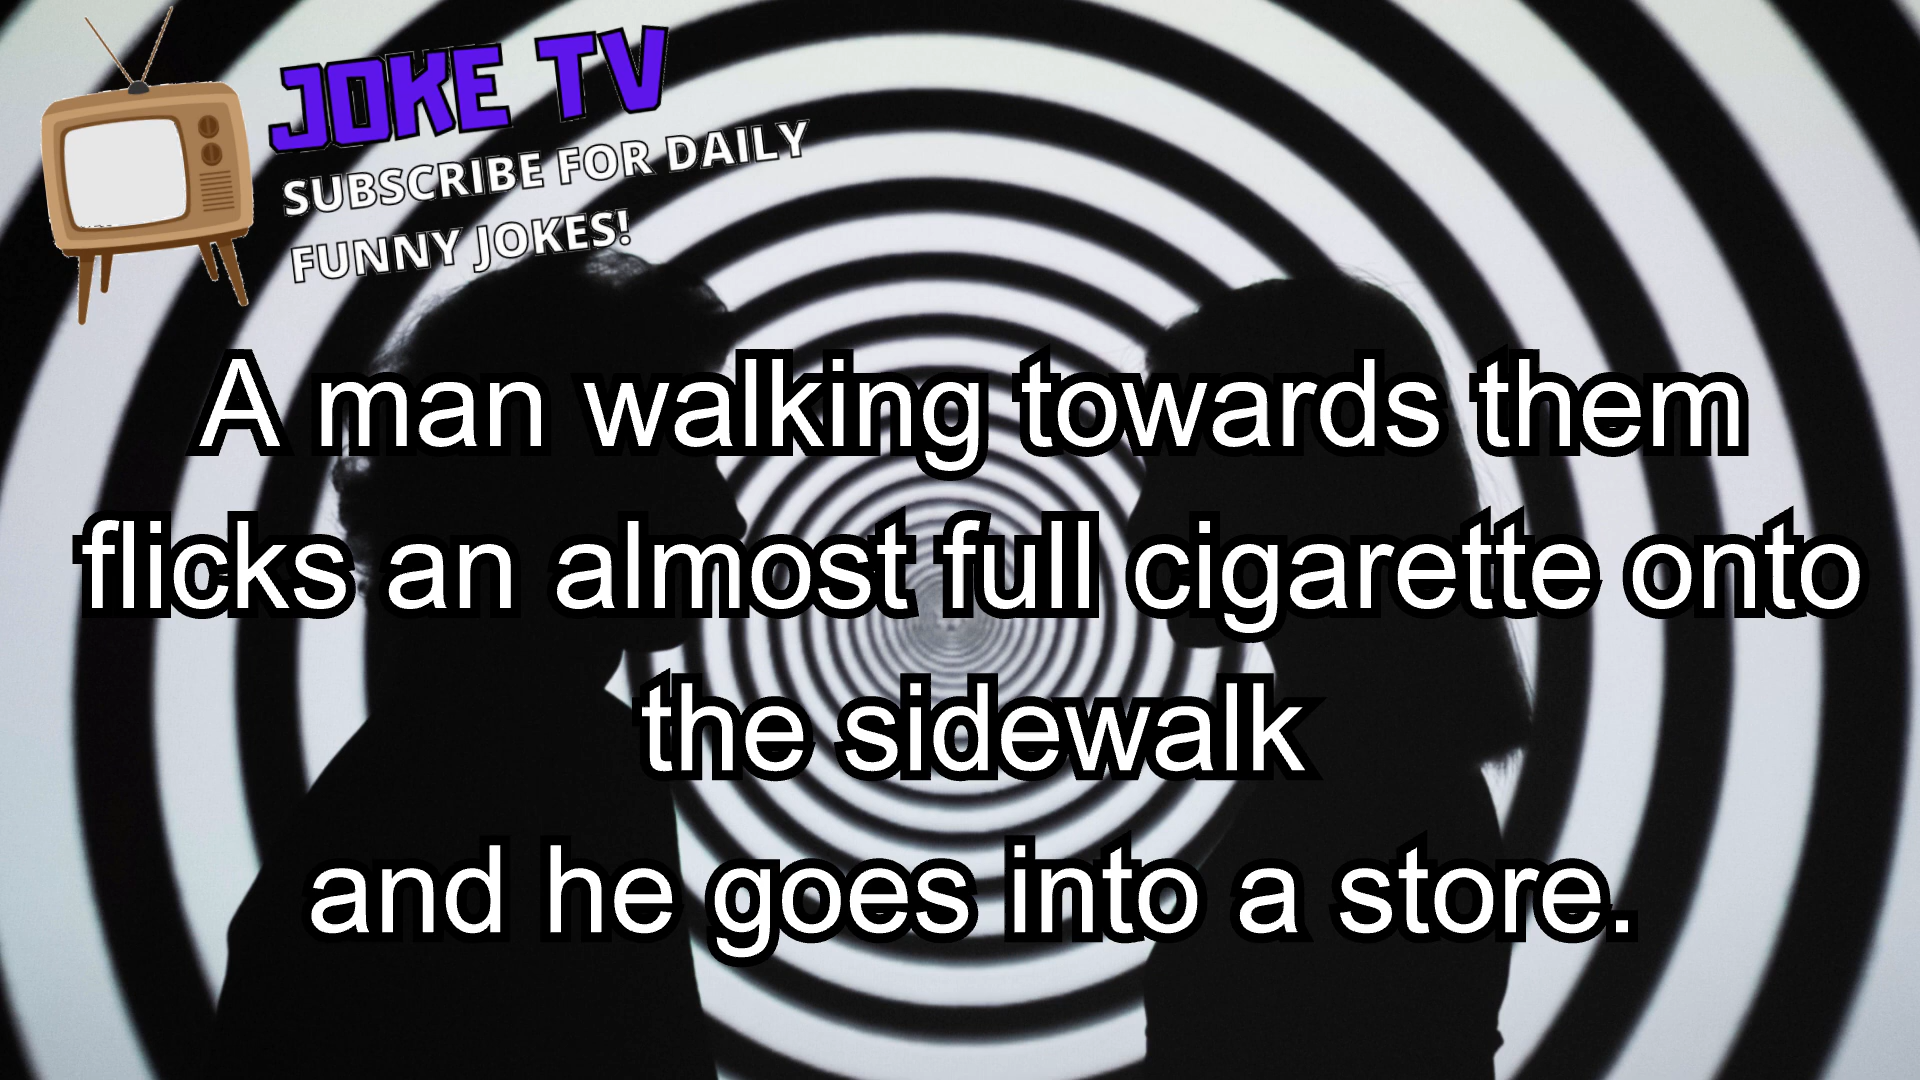 JOKE TV
SUBSCRIBE FOR DAILY
FUNNY JOKES!
A man walking towards them
flicks an almost full cigarette onto
the sidewalk
and he goes into a store.